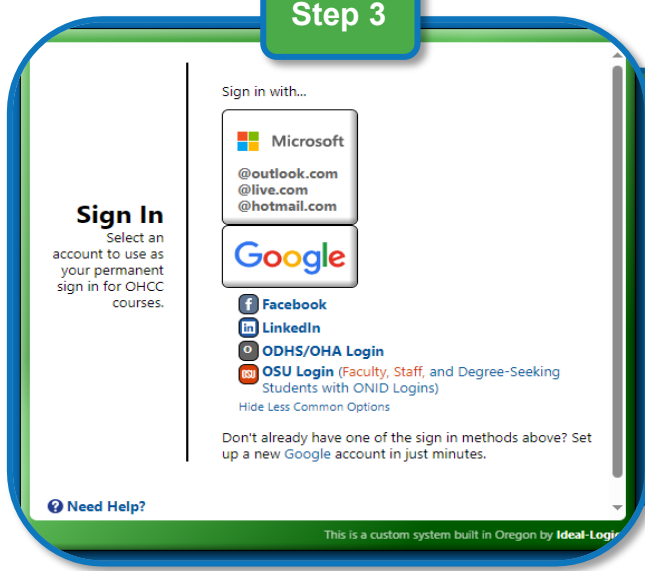 Step 3
Sign in with...
Microsoft
@outlook.com
@live.com
@hotmail.com
Google
Sign In
Select an
account to use as
your permanent
sign in for OHCC
courses.
f Facebook
in LinkedIn
O ODHS/OHA Login
OSU OSU Login (Faculty, Staff, and Degree-Seeking
Students with ONID Logins)
Hide Less Common Options
Don't already have one of the sign in methods above? Set
up a new Google account in just minutes.
? Need Help?
This is a custom system built in Oregon by Ideal-Logic